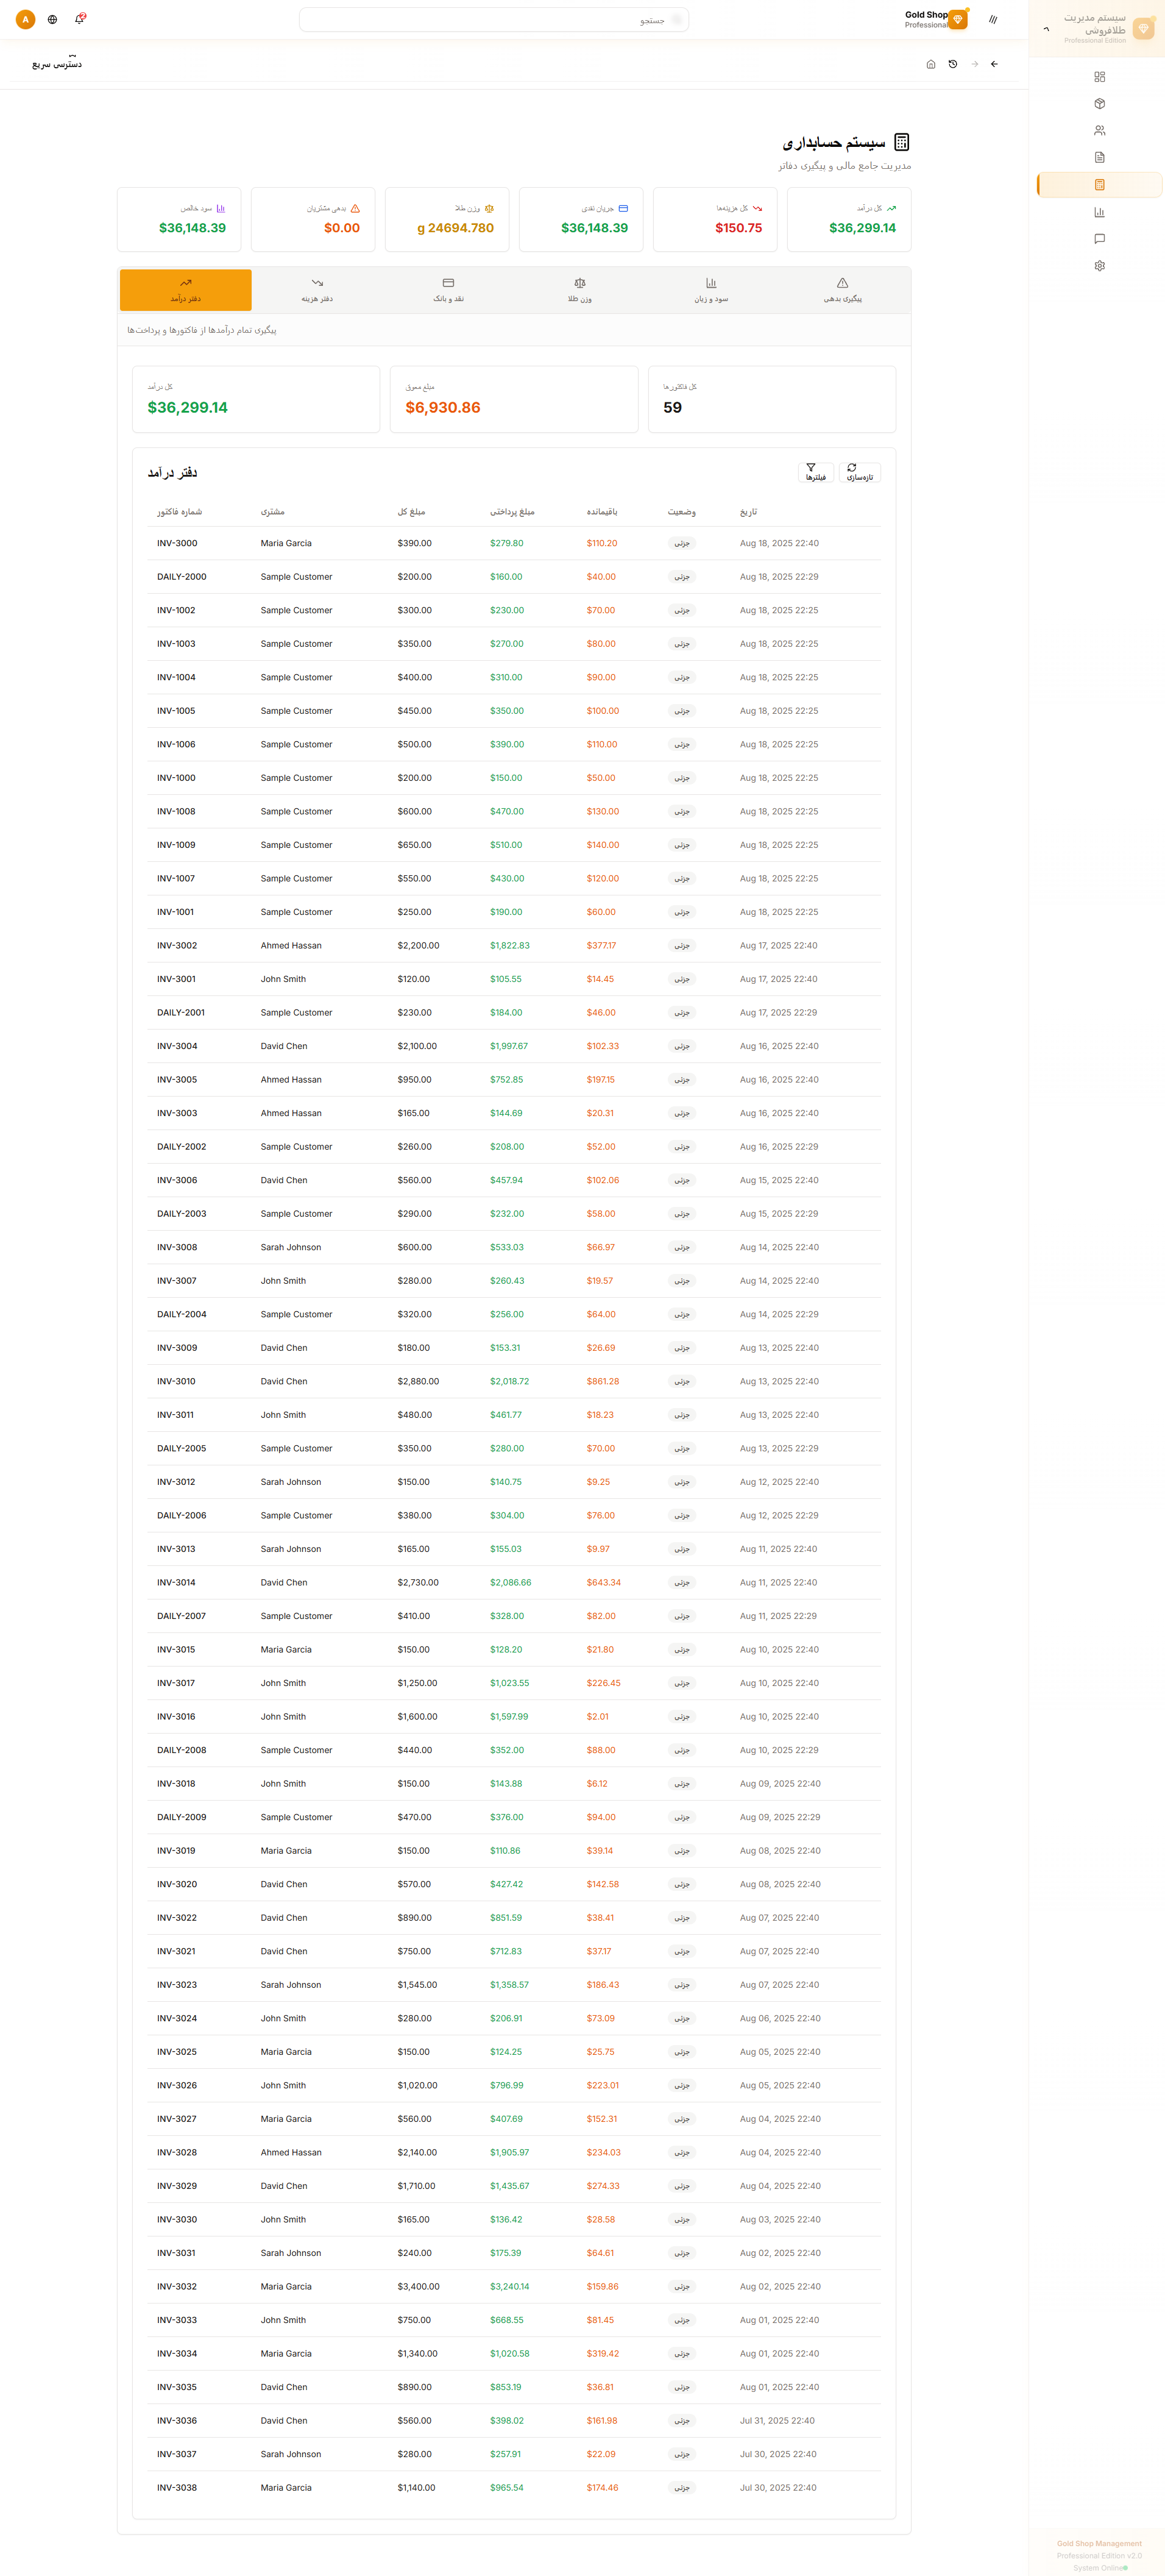 سیستم مدیریت
طلافروشی
Professional Edition
Gold Shop
Professional
جستجو
2
A
دسترسی سریع
سیستم حسابداری
مدیریت جامع مالی و پیگیری دفاتر
کل درآمد
$36,299.14
کل هزینه‌ها
$150.75
جریان نقدی
$36,148.39
وزن طلا
24694.780 g
بدهی مشتریان
$0.00
سود خالص
$36,148.39
دفتر درآمد
دفتر هزینه
نقد و بانک
وزن طلا
سود و زیان
پیگیری بدهی
پیگیری تمام درآمدها از فاکتورها و پرداخت‌ها
کل درآمد
$36,299.14
مبلغ معوق
$6,930.86
کل فاکتورها
59
دفتر درآمد
فیلترها
تازه‌سازی
شماره فاکتور مشتری مبلغ کل مبلغ پرداختی باقیمانده وضعیت تاریخ
INV-3000 Maria Garcia $390.00 $279.80 $110.20 جزئی Aug 18, 2025 22:40
DAILY-2000 Sample Customer $200.00 $160.00 $40.00 جزئی Aug 18, 2025 22:29
INV-1002 Sample Customer $300.00 $230.00 $70.00 جزئی Aug 18, 2025 22:25
INV-1003 Sample Customer $350.00 $270.00 $80.00 جزئی Aug 18, 2025 22:25
INV-1004 Sample Customer $400.00 $310.00 $90.00 جزئی Aug 18, 2025 22:25
INV-1005 Sample Customer $450.00 $350.00 $100.00 جزئی Aug 18, 2025 22:25
INV-1006 Sample Customer $500.00 $390.00 $110.00 جزئی Aug 18, 2025 22:25
INV-1000 Sample Customer $200.00 $150.00 $50.00 جزئی Aug 18, 2025 22:25
INV-1008 Sample Customer $600.00 $470.00 $130.00 جزئی Aug 18, 2025 22:25
INV-1009 Sample Customer $650.00 $510.00 $140.00 جزئی Aug 18, 2025 22:25
INV-1007 Sample Customer $550.00 $430.00 $120.00 جزئی Aug 18, 2025 22:25
INV-1001 Sample Customer $250.00 $190.00 $60.00 جزئی Aug 18, 2025 22:25
INV-3002 Ahmed Hassan $2,200.00 $1,822.83 $377.17 جزئی Aug 17, 2025 22:40
INV-3001 John Smith $120.00 $105.55 $14.45 جزئی Aug 17, 2025 22:40
DAILY-2001 Sample Customer $230.00 $184.00 $46.00 جزئی Aug 17, 2025 22:29
INV-3004 David Chen $2,100.00 $1,997.67 $102.33 جزئی Aug 16, 2025 22:40
INV-3005 Ahmed Hassan $950.00 $752.85 $197.15 جزئی Aug 16, 2025 22:40
INV-3003 Ahmed Hassan $165.00 $144.69 $20.31 جزئی Aug 16, 2025 22:40
DAILY-2002 Sample Customer $260.00 $208.00 $52.00 جزئی Aug 16, 2025 22:29
INV-3006 David Chen $560.00 $457.94 $102.06 جزئی Aug 15, 2025 22:40
DAILY-2003 Sample Customer $290.00 $232.00 $58.00 جزئی Aug 15, 2025 22:29
INV-3008 Sarah Johnson $600.00 $533.03 $66.97 جزئی Aug 14, 2025 22:40
INV-3007 John Smith $280.00 $260.43 $19.57 جزئی Aug 14, 2025 22:40
DAILY-2004 Sample Customer $320.00 $256.00 $64.00 جزئی Aug 14, 2025 22:29
INV-3009 David Chen $180.00 $153.31 $26.69 جزئی Aug 13, 2025 22:40
INV-3010 David Chen $2,880.00 $2,018.72 $861.28 جزئی Aug 13, 2025 22:40
INV-3011 John Smith $480.00 $461.77 $18.23 جزئی Aug 13, 2025 22:40
DAILY-2005 Sample Customer $350.00 $280.00 $70.00 جزئی Aug 13, 2025 22:29
INV-3012 Sarah Johnson $150.00 $140.75 $9.25 جزئی Aug 12, 2025 22:40
DAILY-2006 Sample Customer $380.00 $304.00 $76.00 جزئی Aug 12, 2025 22:29
INV-3013 Sarah Johnson $165.00 $155.03 $9.97 جزئی Aug 11, 2025 22:40
INV-3014 David Chen $2,730.00 $2,086.66 $643.34 جزئی Aug 11, 2025 22:40
DAILY-2007 Sample Customer $410.00 $328.00 $82.00 جزئی Aug 11, 2025 22:29
INV-3015 Maria Garcia $150.00 $128.20 $21.80 جزئی Aug 10, 2025 22:40
INV-3017 John Smith $1,250.00 $1,023.55 $226.45 جزئی Aug 10, 2025 22:40
INV-3016 John Smith $1,600.00 $1,597.99 $2.01 جزئی Aug 10, 2025 22:40
DAILY-2008 Sample Customer $440.00 $352.00 $88.00 جزئی Aug 10, 2025 22:29
INV-3018 John Smith $150.00 $143.88 $6.12 جزئی Aug 09, 2025 22:40
DAILY-2009 Sample Customer $470.00 $376.00 $94.00 جزئی Aug 09, 2025 22:29
INV-3019 Maria Garcia $150.00 $110.86 $39.14 جزئی Aug 08, 2025 22:40
INV-3020 David Chen $570.00 $427.42 $142.58 جزئی Aug 08, 2025 22:40
INV-3022 David Chen $890.00 $851.59 $38.41 جزئی Aug 07, 2025 22:40
INV-3021 David Chen $750.00 $712.83 $37.17 جزئی Aug 07, 2025 22:40
INV-3023 Sarah Johnson $1,545.00 $1,358.57 $186.43 جزئی Aug 07, 2025 22:40
INV-3024 John Smith $280.00 $206.91 $73.09 جزئی Aug 06, 2025 22:40
INV-3025 Maria Garcia $150.00 $124.25 $25.75 جزئی Aug 05, 2025 22:40
INV-3026 John Smith $1,020.00 $796.99 $223.01 جزئی Aug 05, 2025 22:40
INV-3027 Maria Garcia $560.00 $407.69 $152.31 جزئی Aug 04, 2025 22:40
INV-3028 Ahmed Hassan $2,140.00 $1,905.97 $234.03 جزئی Aug 04, 2025 22:40
INV-3029 David Chen $1,710.00 $1,435.67 $274.33 جزئی Aug 04, 2025 22:40
INV-3030 John Smith $165.00 $136.42 $28.58 جزئی Aug 03, 2025 22:40
INV-3031 Sarah Johnson $240.00 $175.39 $64.61 جزئی Aug 02, 2025 22:40
INV-3032 Maria Garcia $3,400.00 $3,240.14 $159.86 جزئی Aug 02, 2025 22:40
INV-3033 John Smith $750.00 $668.55 $81.45 جزئی Aug 01, 2025 22:40
INV-3034 Maria Garcia $1,340.00 $1,020.58 $319.42 جزئی Aug 01, 2025 22:40
INV-3035 David Chen $890.00 $853.19 $36.81 جزئی Aug 01, 2025 22:40
INV-3036 David Chen $560.00 $398.02 $161.98 جزئی Jul 31, 2025 22:40
INV-3037 Sarah Johnson $280.00 $257.91 $22.09 جزئی Jul 30, 2025 22:40
INV-3038 Maria Garcia $1,140.00 $965.54 $174.46 جزئی Jul 30, 2025 22:40
Gold Shop Management
Professional Edition v2.0
System Online